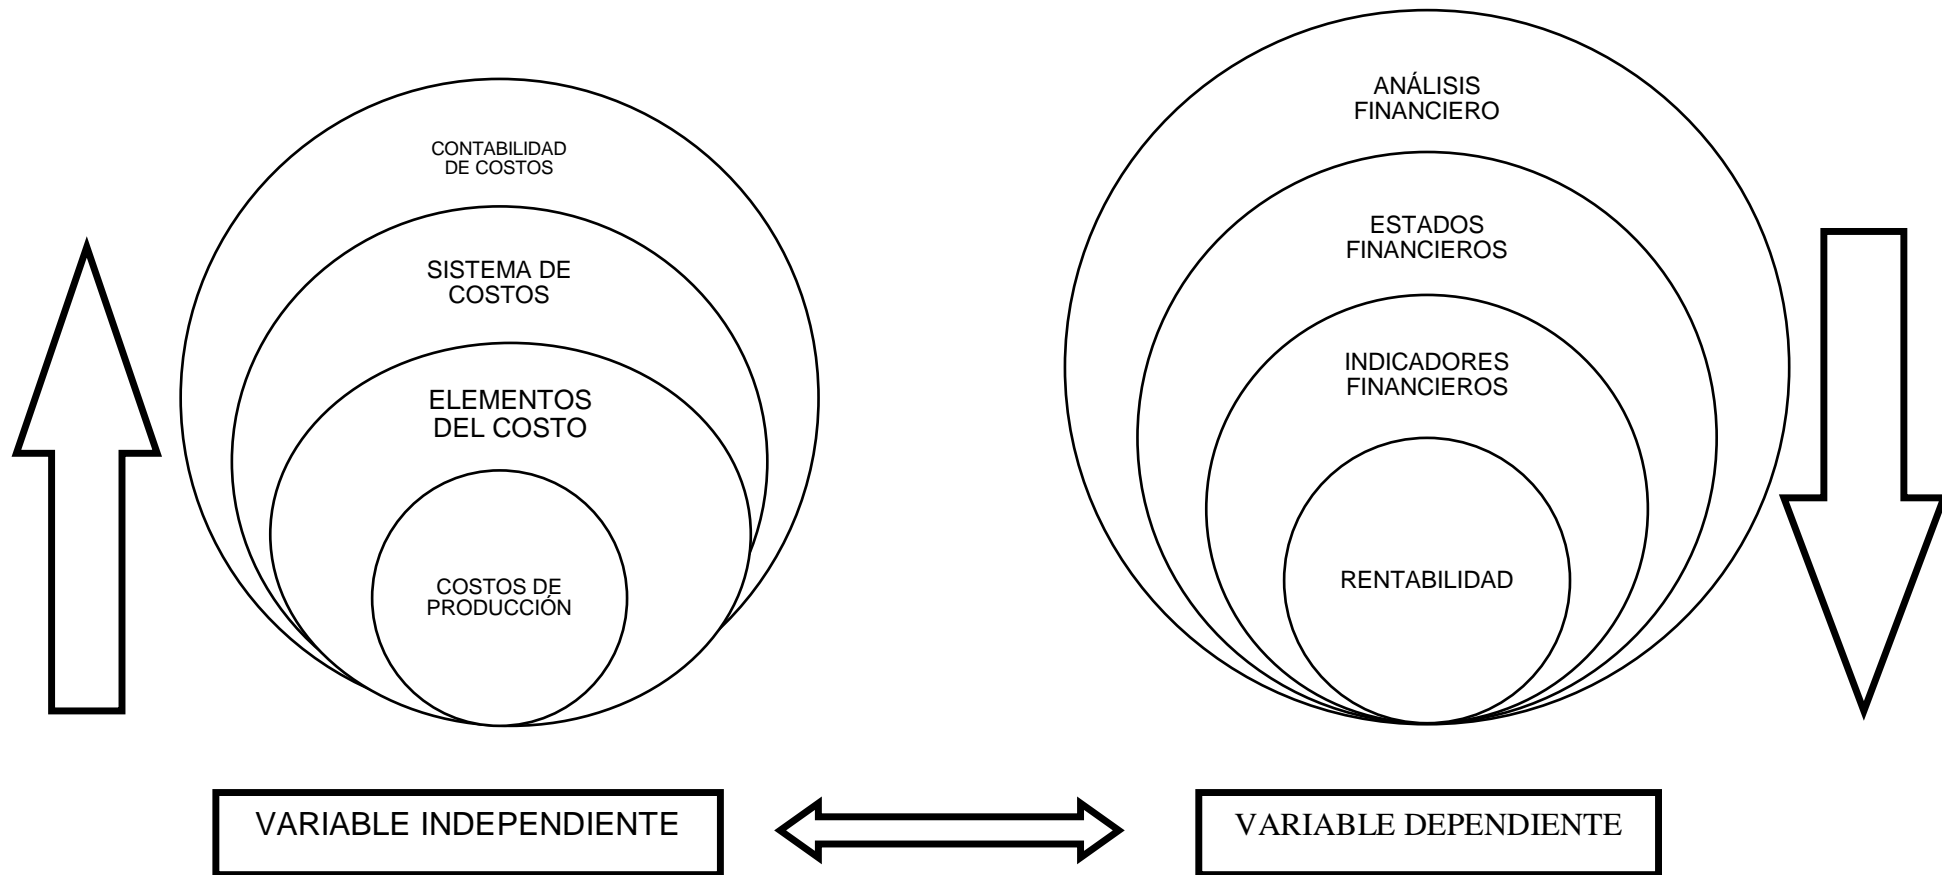 CONTABILIDAD
DE COSTOS
SISTEMA DE
COSTOS
ELEMENTOS
DEL COSTO
COSTOS DE
PRODUCCIÓN
ANÁLISIS
FINANCIERO
ESTADOS
FINANCIEROS
INDICADORES
FINANCIEROS
RENTABILIDAD
VARIABLE INDEPENDIENTE
VARIABLE DEPENDIENTE